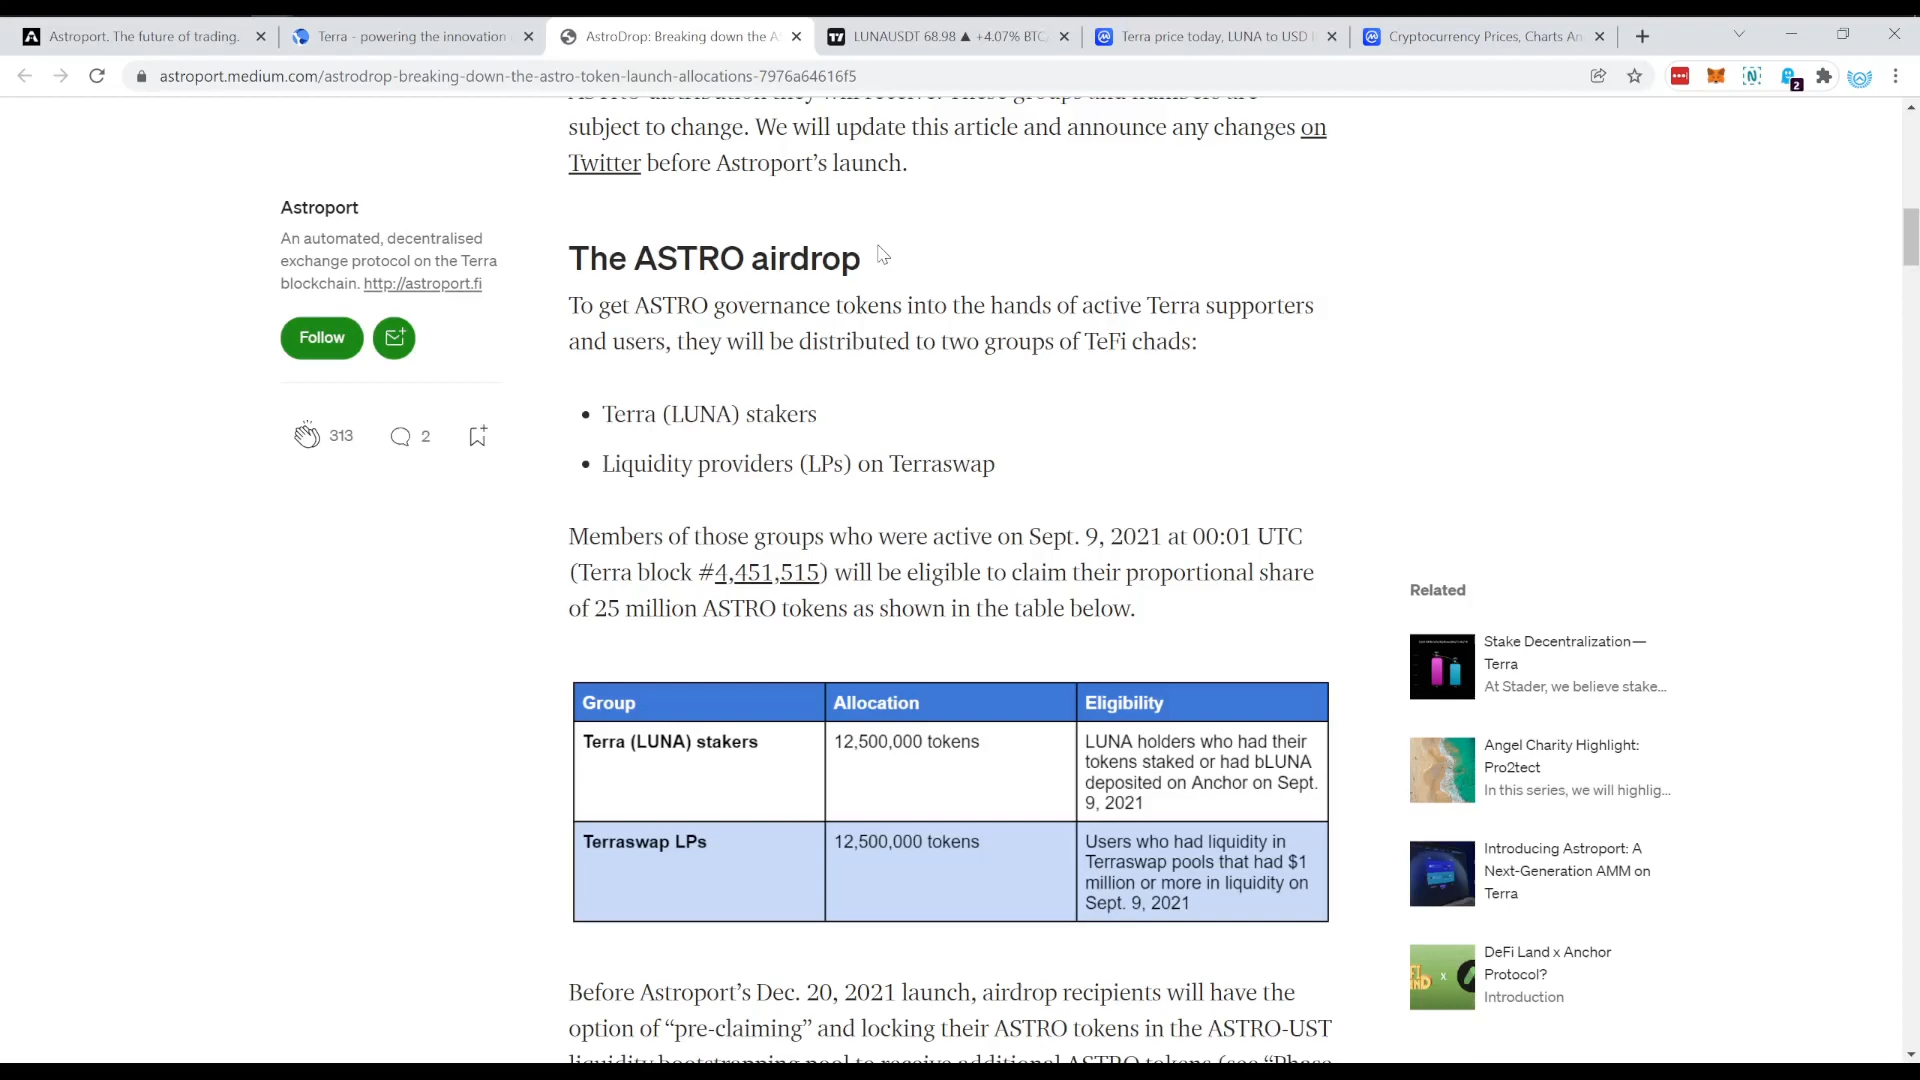 Astroport. The future of trading.
Terra - powering the innovation
AstroDrop: Breaking down the AS
LUNAUSDT 68.98 ▲ +4.07% BTC
Terra price today, LUNA to USD l
Cryptocurrency Prices, Charts An
astroport.medium.com/astrodrop-breaking-down-the-astro-token-launch-allocations-7976a64616f5
2
ASTRO distribution they will receive. These groups and numbers are
subject to change. We will update this article and announce any changes on
Twitter before Astroport’s launch.
Astroport
An automated, decentralised
exchange protocol on the Terra
blockchain. http://astroport.fi
Follow
313
2
The ASTRO airdrop
To get ASTRO governance tokens into the hands of active Terra supporters
and users, they will be distributed to two groups of TeFi chads:
• Terra (LUNA) stakers
• Liquidity providers (LPs) on Terraswap
Members of those groups who were active on Sept. 9, 2021 at 00:01 UTC
(Terra block #4,451,515) will be eligible to claim their proportional share
of 25 million ASTRO tokens as shown in the table below.
Group
Allocation
Eligibility
Terra (LUNA) stakers
12,500,000 tokens
LUNA holders who had their
tokens staked or had bLUNA
deposited on Anchor on Sept.
9, 2021
Terraswap LPs
12,500,000 tokens
Users who had liquidity in
Terraswap pools that had $1
million or more in liquidity on
Sept. 9, 2021
Before Astroport’s Dec. 20, 2021 launch, airdrop recipients will have the
option of “pre-claiming” and locking their ASTRO tokens in the ASTRO-UST
liquidity bootstrapping pool to receive additional ASTRO tokens (see “Phase
Related
Stake Decentralization—
Terra
At Stader, we believe stake...
Angel Charity Highlight:
Pro2tect
In this series, we will highlig...
Introducing Astroport: A
Next-Generation AMM on
Terra
DeFi Land x Anchor
Protocol?
Introduction